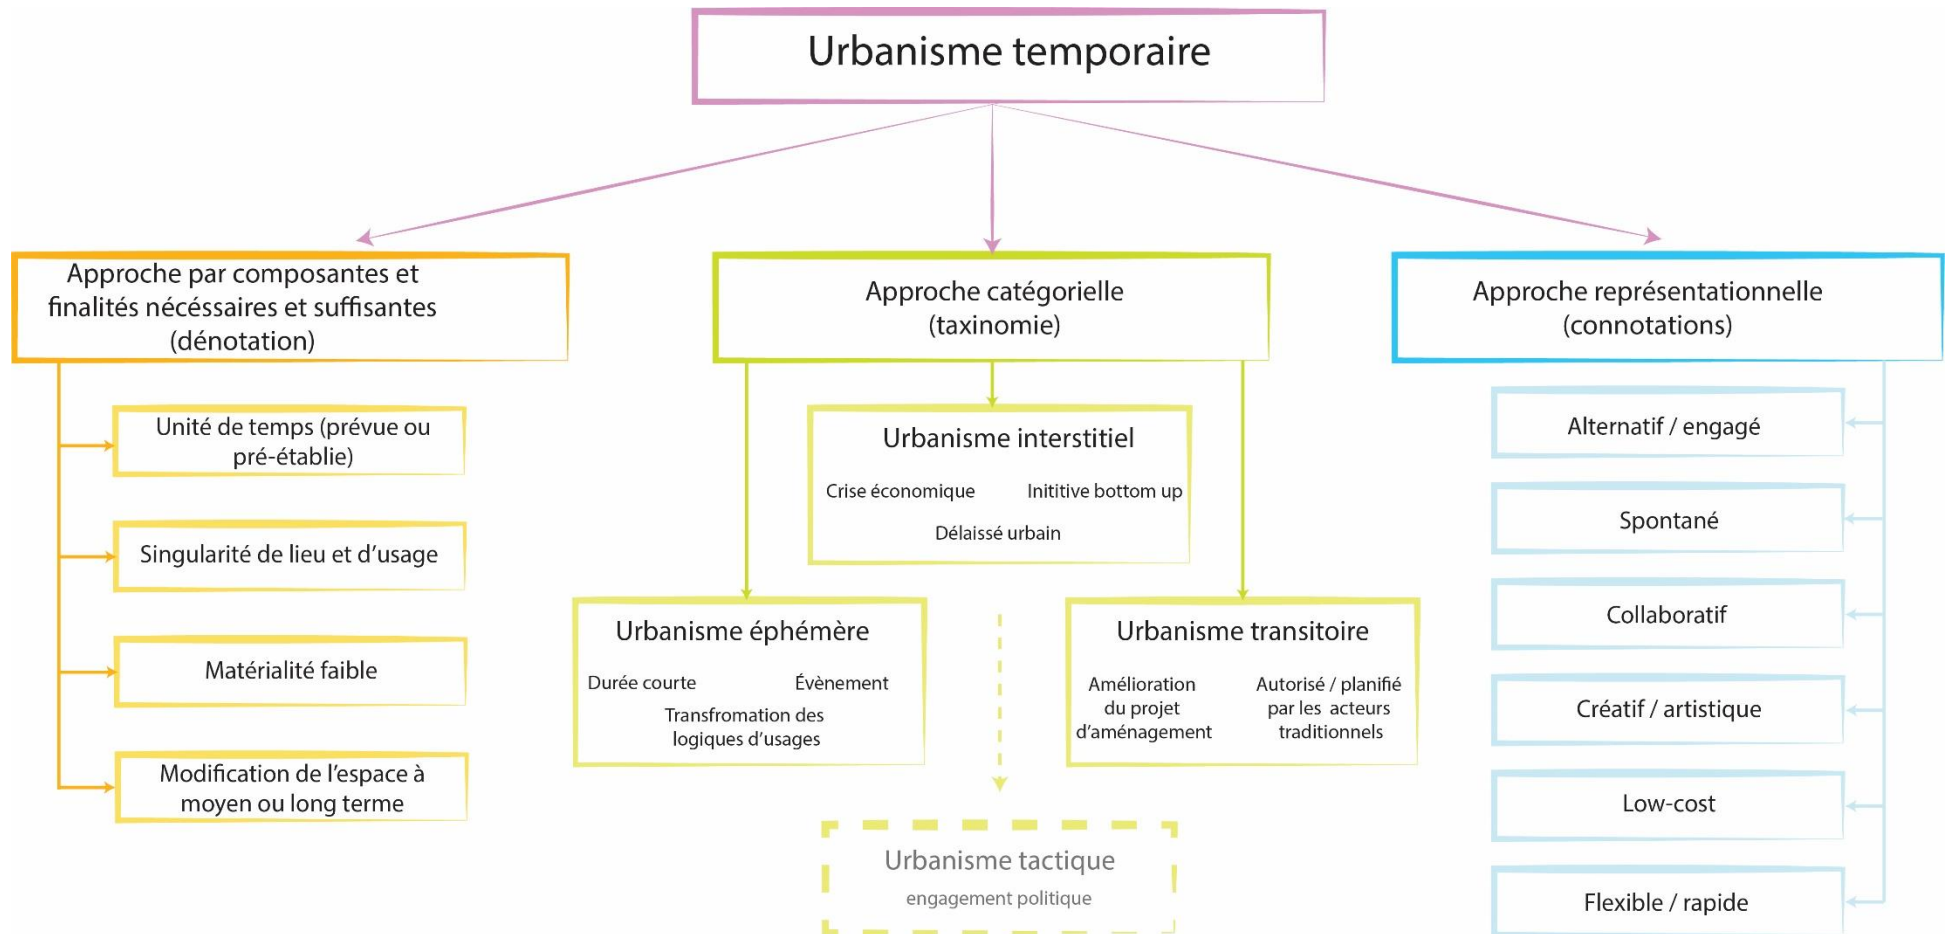 Urbanisme temporaire
Approche par composantes et
finalités nécéssaires et suffisantes
(dénotation)
Unité de temps (prévue ou
pré-établie)
Singularité de lieu et d’usage
Matérialité faible
Modification de l’espace à
moyen ou long terme
Approche catégorielle
(taxinomie)
Urbanisme interstitiel
Crise économique
Inititive bottom up
Délaissé urbain
Urbanisme éphémère
Durée courte
Évènement
Transfromation des
logiques d’usages
Urbanisme transitoire
Amélioration
du projet
d’aménagement
Autorisé / planifié
par les acteurs
traditionnels
Urbanisme tactique
engagement politique
Approche représentationnelle
(connotations)
Alternatif / engagé
Spontané
Collaboratif
Créatif / artistique
Low-cost
Flexible / rapide